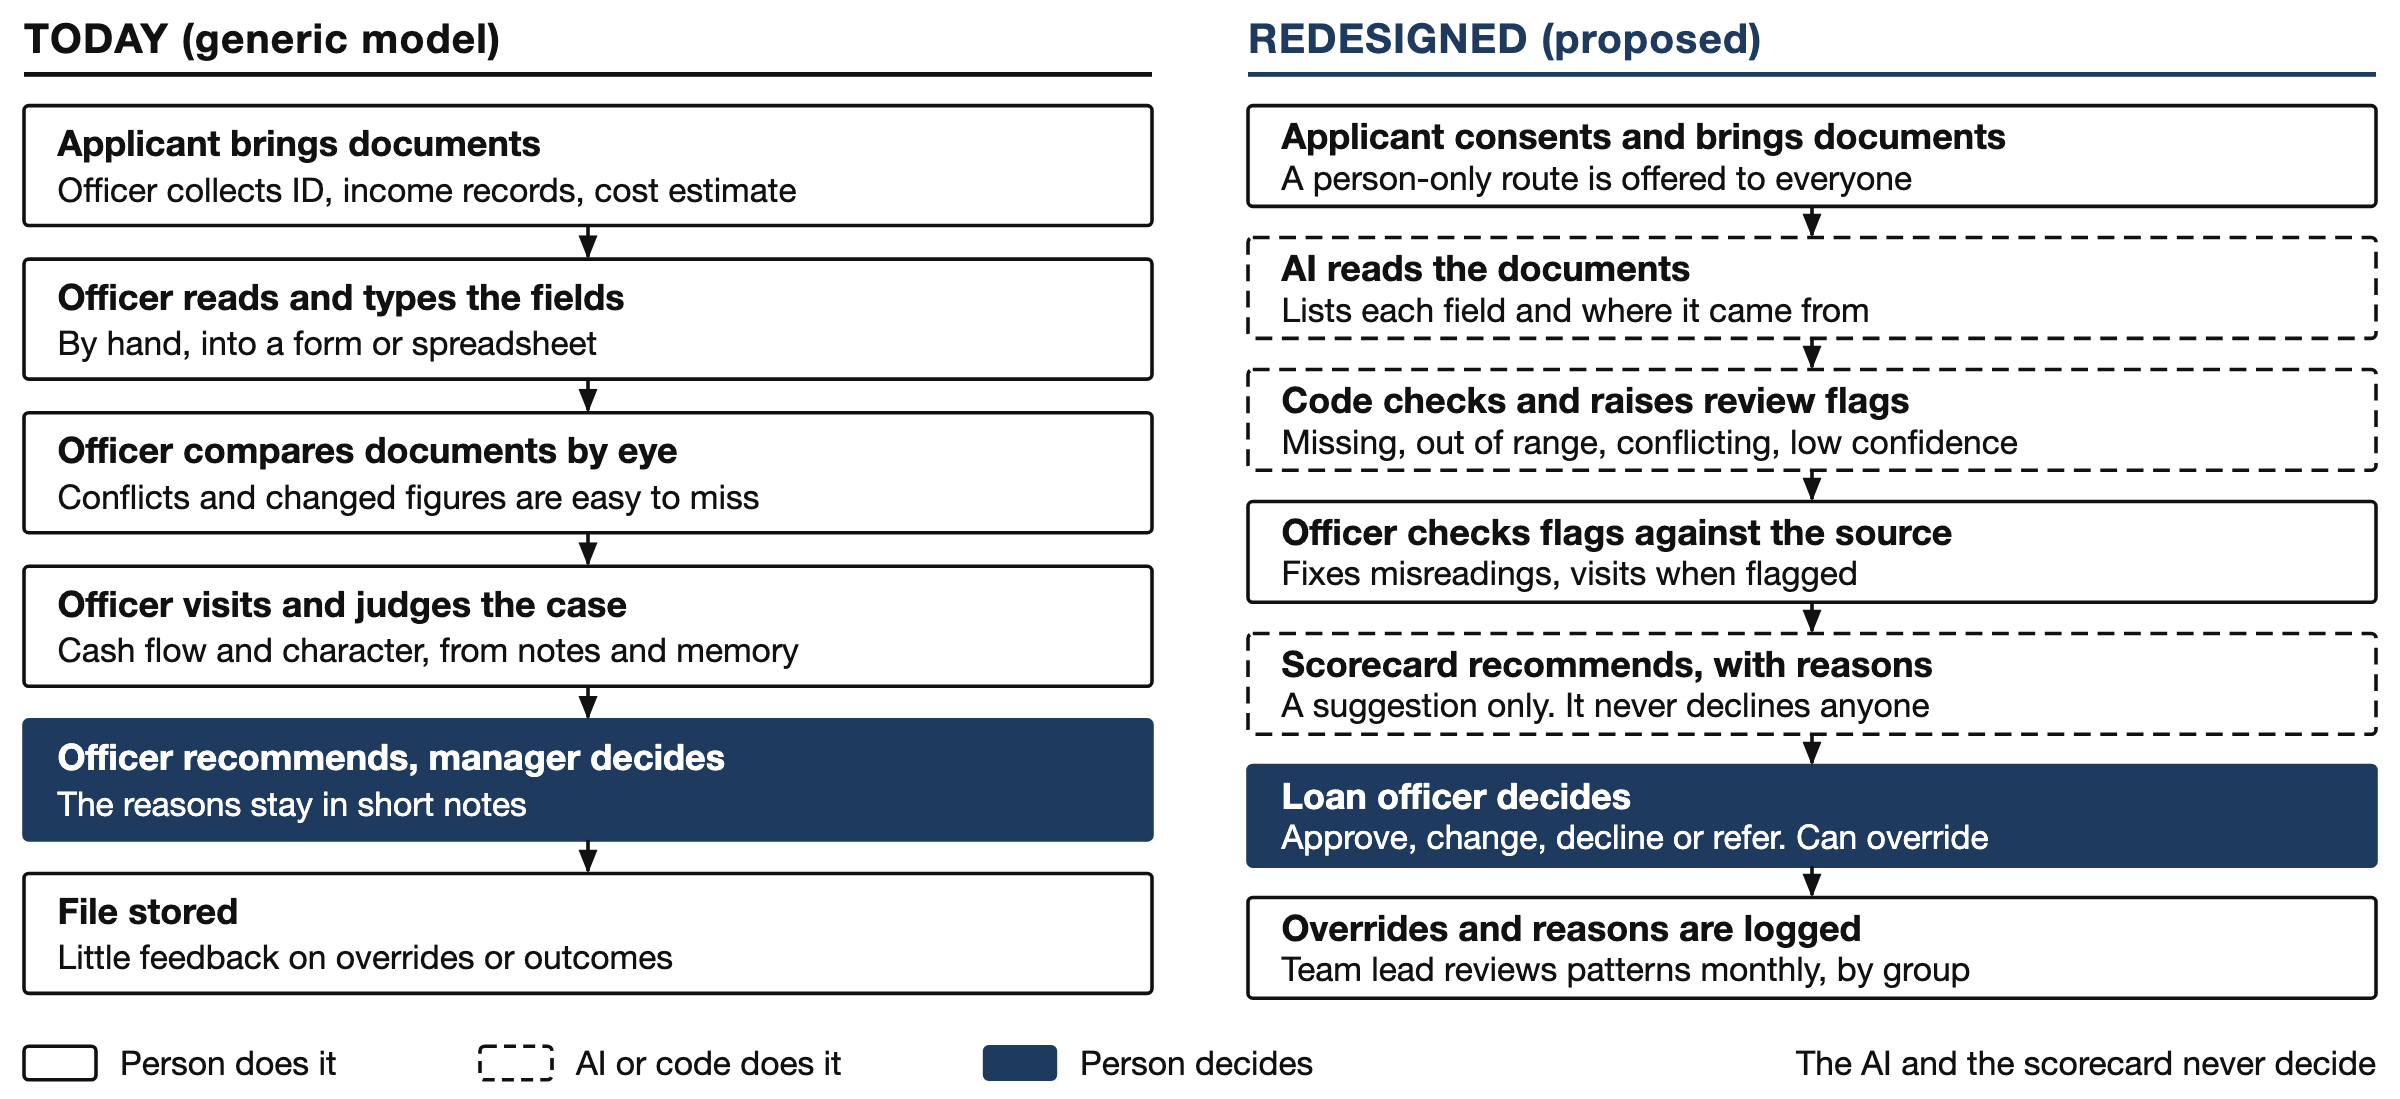 TODAY (generic model)
Applicant brings documents
Officer collects ID, income records, cost estimate
Officer reads and types the fields
By hand, into a form or spreadsheet
Officer compares documents by eye
Conflicts and changed figures are easy to miss
Officer visits and judges the case
Cash flow and character, from notes and memory
Officer recommends, manager decides
The reasons stay in short notes
File stored
Little feedback on overrides or outcomes
REDESIGNED (proposed)
Applicant consents and brings documents
A person-only route is offered to everyone
AI reads the documents
Lists each field and where it came from
Code checks and raises review flags
Missing, out of range, conflicting, low confidence
Officer checks flags against the source
Fixes misreadings, visits when flagged
Scorecard recommends, with reasons
A suggestion only. It never declines anyone
Loan officer decides
Approve, change, decline or refer. Can override
Overrides and reasons are logged
Team lead reviews patterns monthly, by group
Person does it
AI or code does it
Person decides
The AI and the scorecard never decide